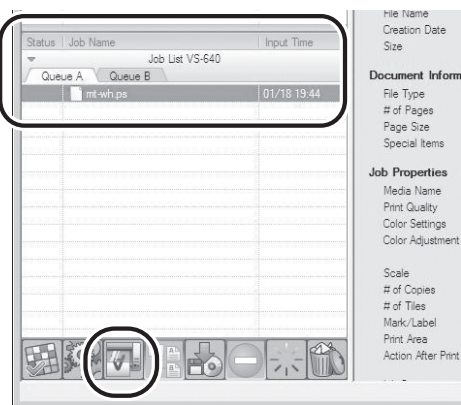 File Name
Status Job Name Input Time
Creation Date
Job List VS-640
Size
Queue A Queue B
Document Inform
mt-wh.ps 01/18 19:44
File Type
# of Pages
Page Size
Special Items
Job Properties
Media Name
Print Quality
Color Settings
Color Adjustment
Scale
# of Copies
# of Tiles
Mark/Label
Print Area
Action After Print